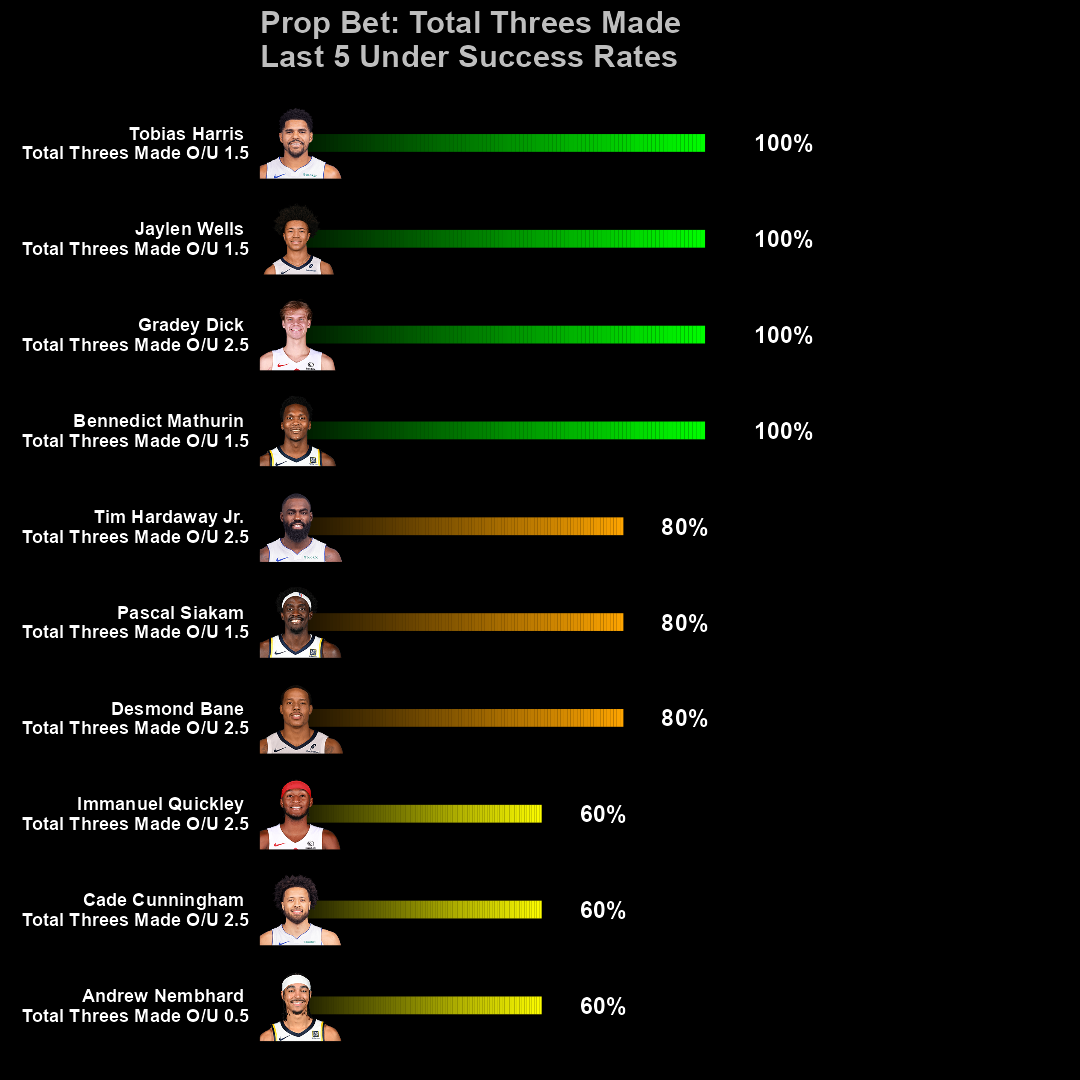 Prop Bet: Total Threes Made
Last 5 Under Success Rates
Tobias Harris
Total Threes Made O/U 1.5
100%
Jaylen Wells
Total Threes Made O/U 1.5
100%
Gradey Dick
Total Threes Made O/U 2.5
100%
Bennedict Mathurin
Total Threes Made O/U 1.5
100%
Tim Hardaway Jr.
Total Threes Made O/U 2.5
80%
Pascal Siakam
Total Threes Made O/U 1.5
80%
Desmond Bane
Total Threes Made O/U 2.5
80%
Immanuel Quickley
Total Threes Made O/U 2.5
60%
Cade Cunningham
Total Threes Made O/U 2.5
60%
Andrew Nembhard
Total Threes Made O/U 0.5
60%